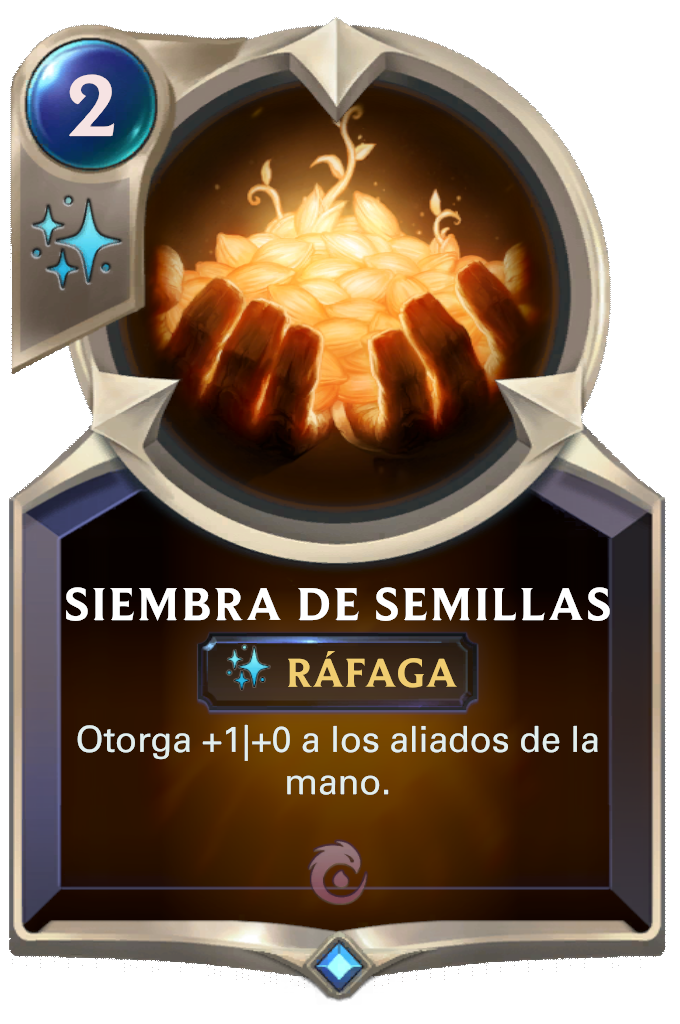 2
SIEMBRA DE SEMILLAS
RÁFAGA
Otorga +1|+0 a los aliados de la
mano.